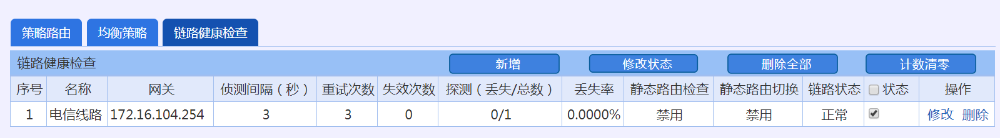 策略路由 均衡策略 链路健康检查
链路健康检查 新增 修改状态 删除全部 计数清零
序号 名称 网关 侦测间隔（秒） 重试次数 失效次数 探测（丢失/总数） 丢失率 静态路由检查 静态路由切换 链路状态 状态 操作
1 电信线路 172.16.104.254 3 3 0 0/1 0.0000% 禁用 禁用 正常 修改 删除